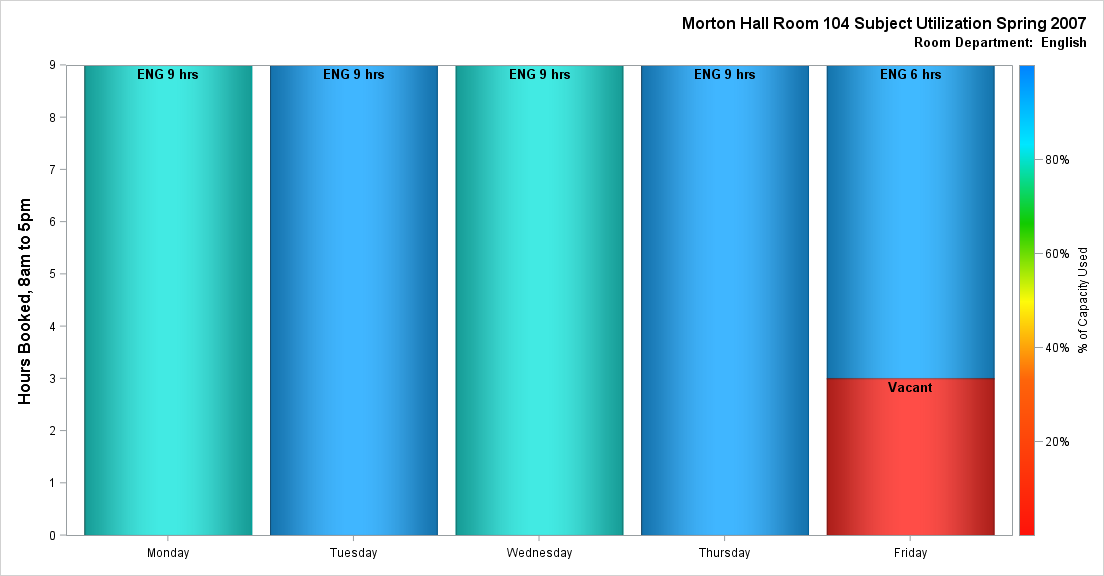 Morton Hall Room 104 Subject Utilization Spring 2007
Room Department: English
Hours Booked, 8am to 5pm
9
8
7
6
5
4
3
2
1
0
ENG 9 hrs
ENG 9 hrs
ENG 9 hrs
ENG 9 hrs
ENG 6 hrs
Vacant
Monday
Tuesday
Wednesday
Thursday
Friday
80%
60%
40%
20%
% of Capacity Used